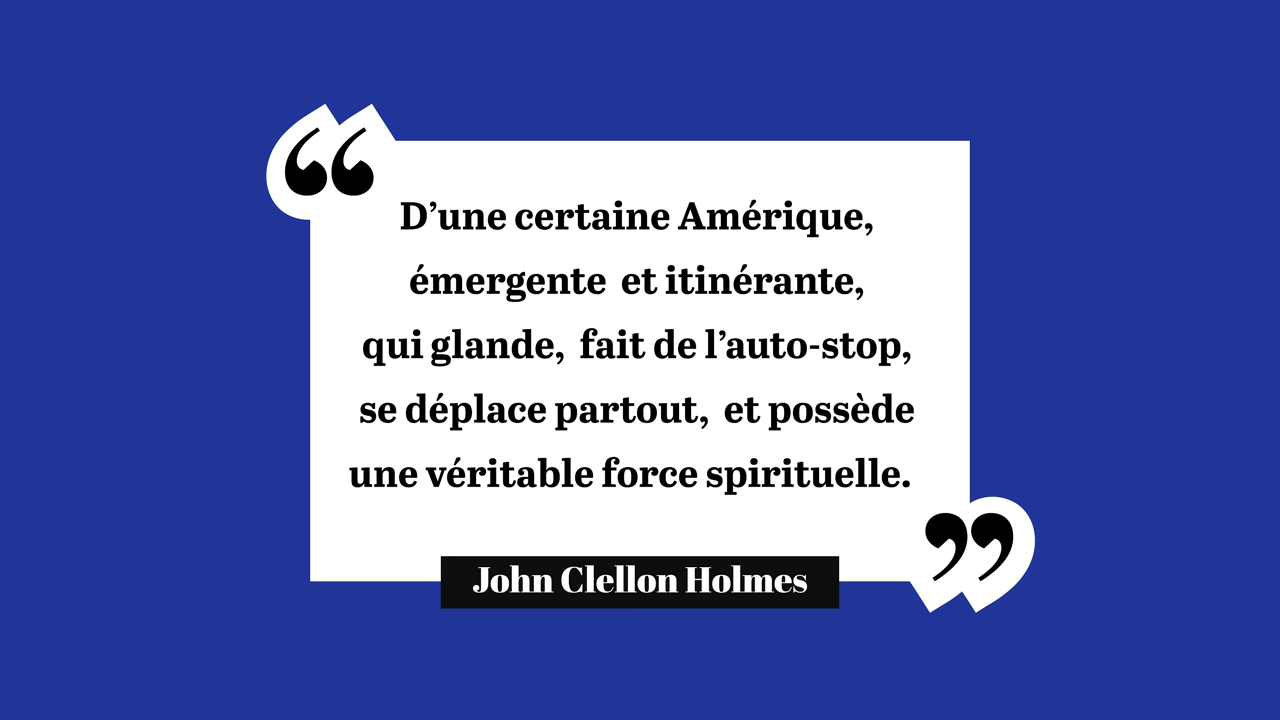 “
D’une certaine Amérique,
émergente et itinérante,
qui glande, fait de l’auto-stop,
se déplace partout, et possède
une véritable force spirituelle.
”
John Clellon Holmes